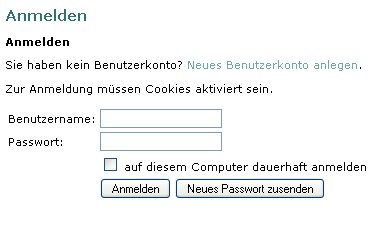 Anmelden
Anmelden
Sie haben kein Benutzerkonto? Neues Benutzerkonto anlegen.
Zur Anmeldung müssen Cookies aktiviert sein.
Benutzername:
Passwort:
auf diesem Computer dauerhaft anmelden
Anmelden Neues Passwort zusenden